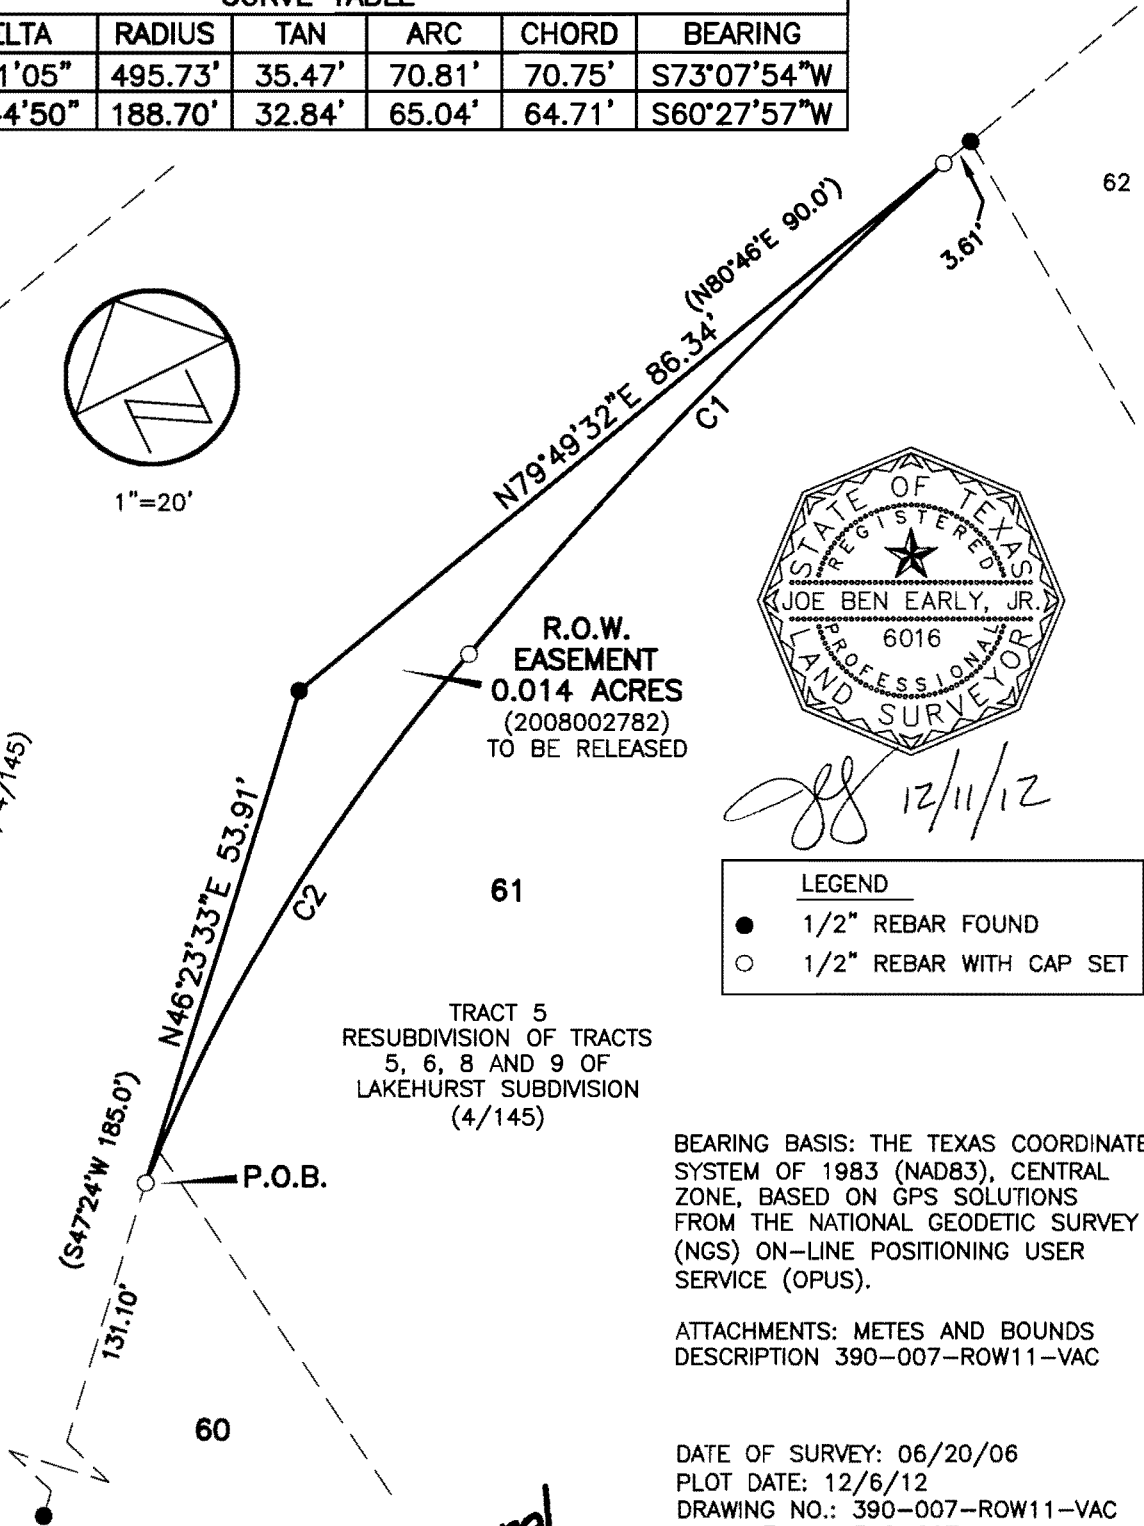 CURVE TABLE
RADIUS TAN ARC CHORD BEARING
1'05" 495.73' 35.47' 70.81' 70.75' S73°07'54"W
4'50" 188.70' 32.84' 65.04' 64.71' S60°27'57"W
62
3.61'
(N80°46'E 90.0')
N79°49'32"E 86.34'
C1
N
1"=20'
STATE OF TEXAS
REGISTERED
JOE BEN EARLY, JR.
6016
PROFESSIONAL
LAND SURVEYOR
12/11/12
R.O.W.
EASEMENT
0.014 ACRES
(2008002782)
TO BE RELEASED
/145)
N46°23'33"E 53.91'
C2
61
LEGEND
1/2" REBAR FOUND
1/2" REBAR WITH CAP SET
TRACT 5
RESUBDIVISION OF TRACTS
5, 6, 8 AND 9 OF
LAKEHURST SUBDIVISION
(4/145)
(S47°24'W 185.0')
P.O.B.
131.10'
60
BEARING BASIS: THE TEXAS COORDINATE
SYSTEM OF 1983 (NAD83), CENTRAL
ZONE, BASED ON GPS SOLUTIONS
FROM THE NATIONAL GEODETIC SURVEY
(NGS) ON-LINE POSITIONING USER
SERVICE (OPUS).
ATTACHMENTS: METES AND BOUNDS
DESCRIPTION 390-007-ROW11-VAC
DATE OF SURVEY: 06/20/06
PLOT DATE: 12/6/12
DRAWING NO.: 390-007-ROW11-VAC